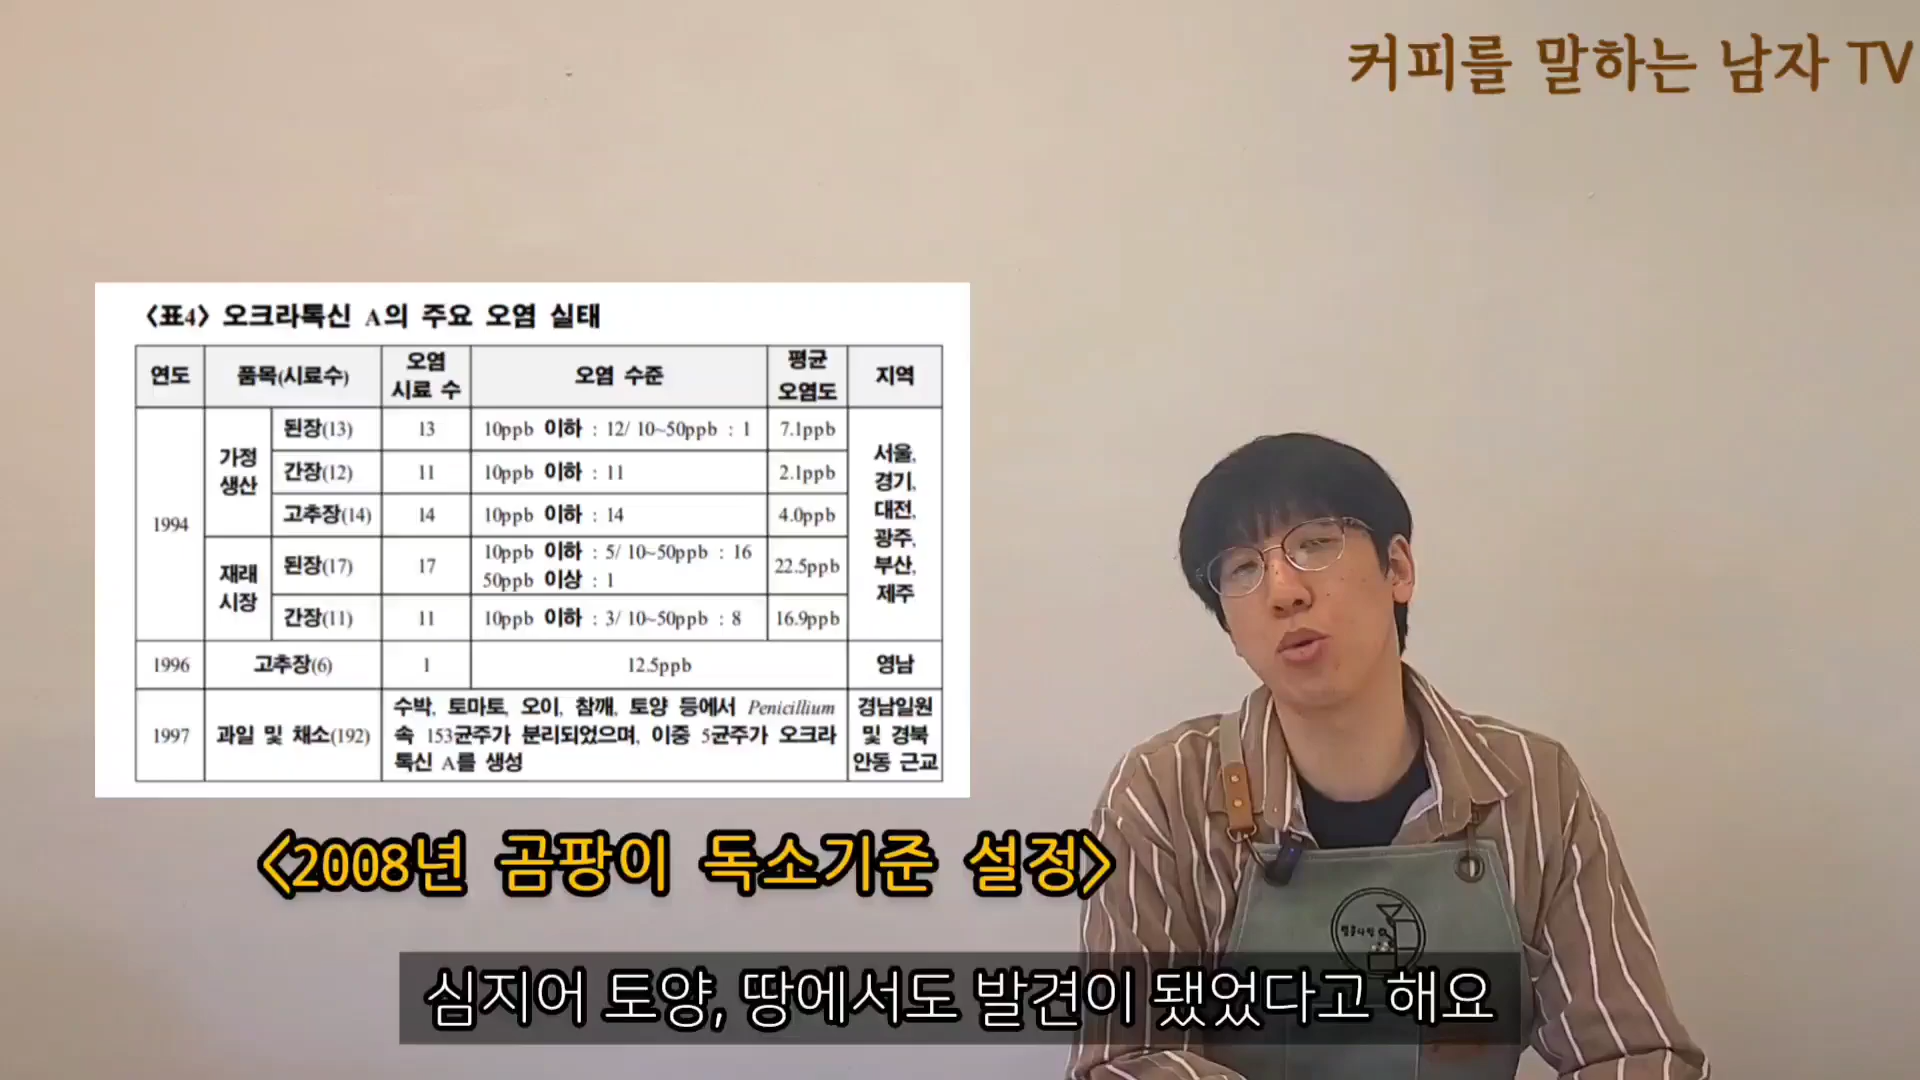 커피를 말하는 남자 TV
<표4> 오크라톡신 A의 주요 오염 실태
연도 품목(시료수) 오염 시료 수 오염 수준 평균 오염도 지역
1994 가정 생산 된장(13) 13 10ppb 이하 : 12/ 10~50ppb : 1 7.1ppb 서울, 경기, 대전, 광주, 부산, 제주
간장(12) 11 10ppb 이하 : 11 2.1ppb
고추장(14) 14 10ppb 이하 : 14 4.0ppb
재래 시장 된장(17) 17 10ppb 이하 : 5/ 10~50ppb : 16 50ppb 이상 : 1 22.5ppb
간장(11) 11 10ppb 이하 : 3/ 10~50ppb : 8 16.9ppb
1996 고추장(6) 1 12.5ppb 영남
1997 과일 및 채소(192) 수박, 토마토, 오이, 참깨, 토양 등에서 Penicillium 속 153균주가 분리되었으며, 이중 5균주가 오크라톡신 A를 생성 경남일원 및 경북 안동 근교
<2008년 곰팡이 독소기준 설정>
심지어 토양, 땅에서도 발견이 됐었다고 해요